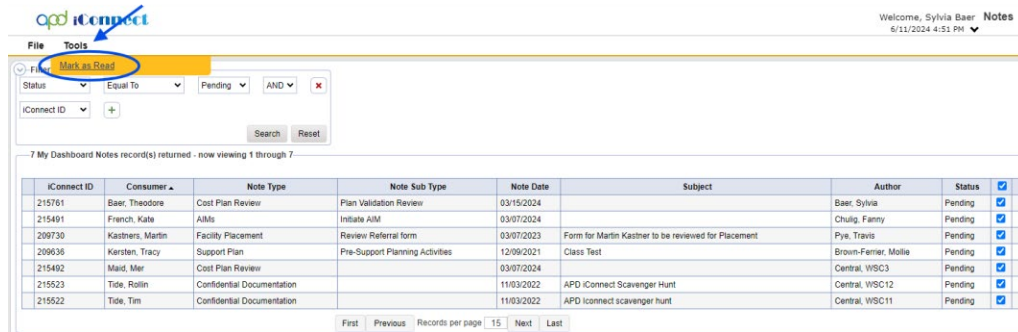 apd iConnect
Welcome, Sylvia Baer Notes
6/11/2024 4:51 PM
File Tools
Mark as Read
Filter
Status Equal To Pending AND
iConnect ID +
Search Reset
7 My Dashboard Notes record(s) returned - now viewing 1 through 7
iConnect ID Consumer Note Type Note Sub Type Note Date Subject Author Status
215761 Baer, Theodore Cost Plan Review Plan Validation Review 03/15/2024 Baer, Sylvia Pending
215491 French, Kate AIMs Initiate AIM 03/07/2024 Chulig, Fanny Pending
209730 Kastners, Martin Facility Placement Review Referral form 03/07/2023 Form for Martin Kastner to be reviewed for Placement Pye, Travis Pending
209636 Kersten, Tracy Support Plan Pre-Support Planning Activities 12/09/2021 Class Test Brown-Ferrier, Mollie Pending
215492 Maid, Mer Cost Plan Review 03/07/2024 Central, WSC3 Pending
215523 Tide, Rollin Confidential Documentation 11/03/2022 APD iConnect Scavenger Hunt Central, WSC12 Pending
215522 Tide, Tim Confidential Documentation 11/03/2022 APD Iconnect scavenger hunt Central, WSC11 Pending
First Previous Records per page 15 Next Last